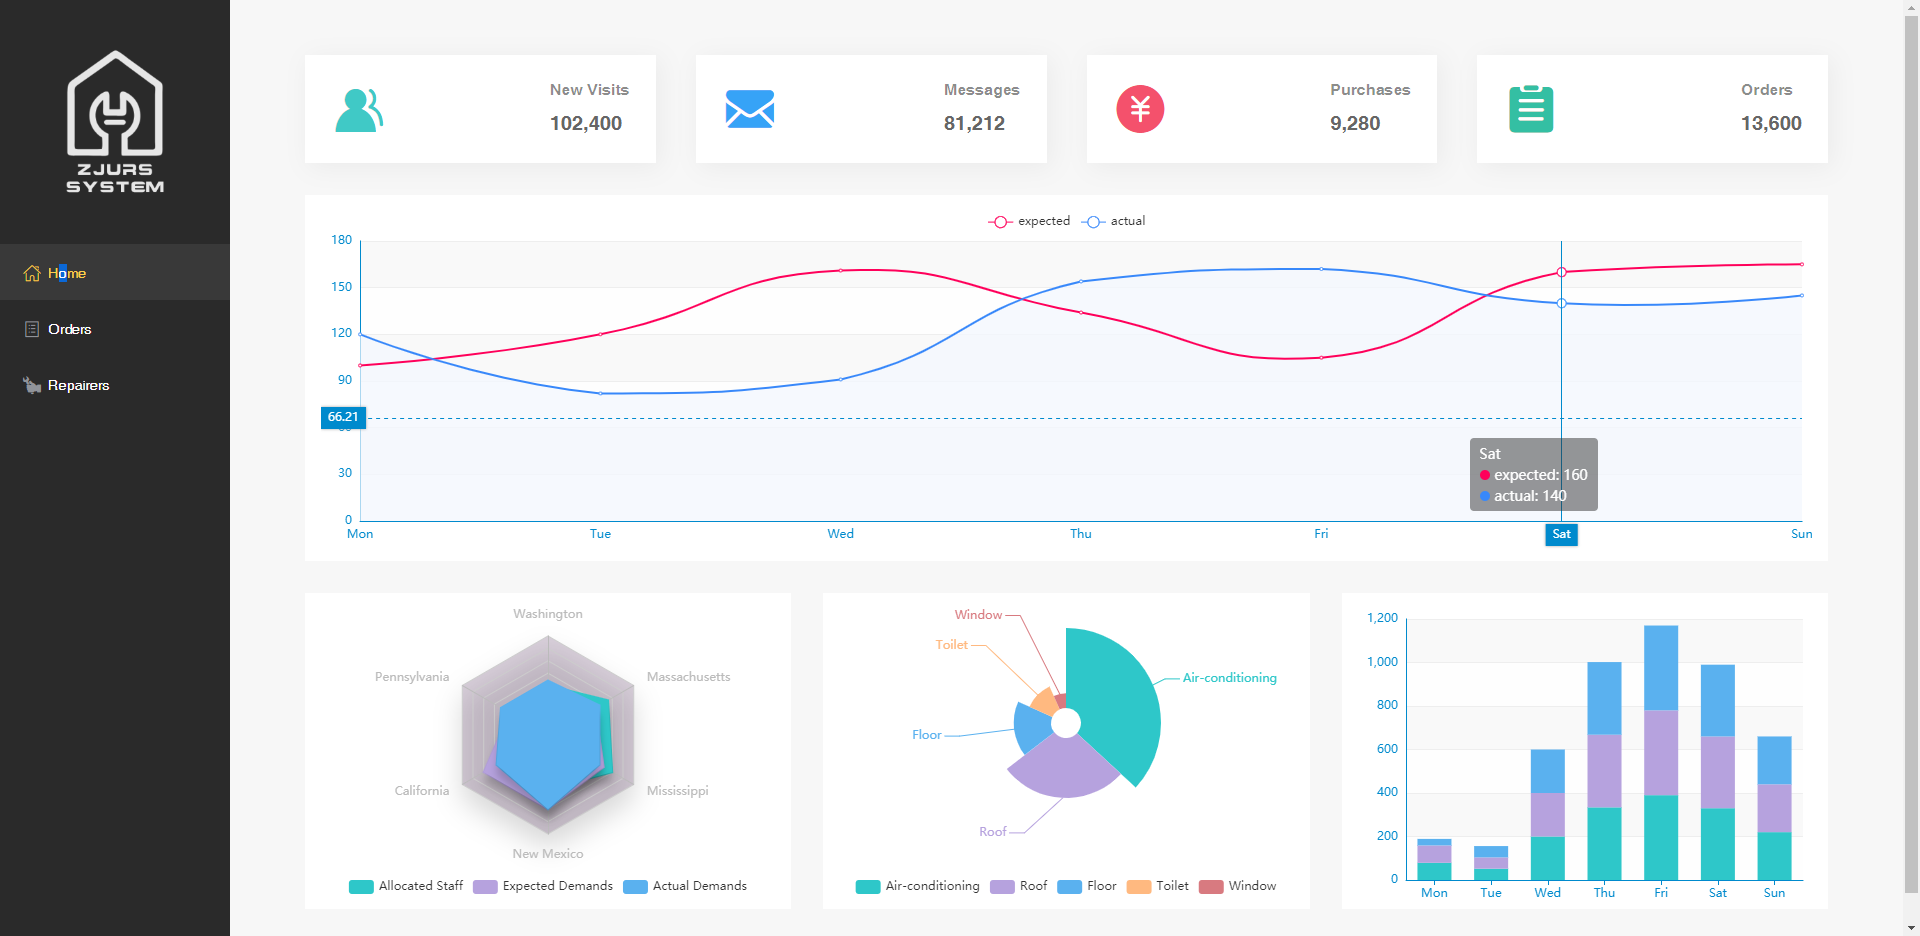 ZJURS
SYSTEM
Home
Orders
Repairers
New Visits
102,400
Messages
81,212
Purchases
9,280
Orders
13,600
expected actual
180
150
120
90
66.21
30
0
Mon Tue Wed Thu Fri Sat Sun
Sat
expected: 160
actual: 140
Washington
Pennsylvania Massachusetts
California Mississippi
New Mexico
Allocated Staff Expected Demands Actual Demands
Window
Toilet
Air-conditioning
Floor
Roof
Air-conditioning Roof Floor Toilet Window
1,200
1,000
800
600
400
200
0
Mon Tue Wed Thu Fri Sat Sun